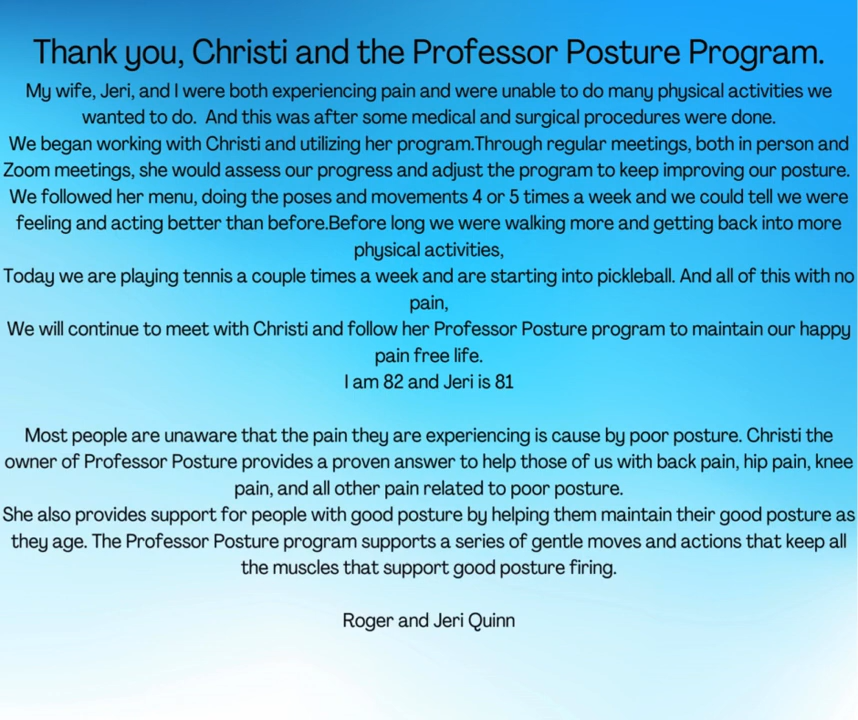 Thank you, Christi and the Professor Posture Program.
My wife, Jeri, and I were both experiencing pain and were unable to do many physical activities we
wanted to do.  And this was after some medical and surgical procedures were done.
We began working with Christi and utilizing her program.Through regular meetings, both in person and
Zoom meetings, she would assess our progress and adjust the program to keep improving our posture.
We followed her menu, doing the poses and movements 4 or 5 times a week and we could tell we were
feeling and acting better than before.Before long we were walking more and getting back into more
physical activities,
Today we are playing tennis a couple times a week and are starting into pickleball. And all of this with no
pain,
We will continue to meet with Christi and follow her Professor Posture program to maintain our happy
pain free life.
I am 82 and Jeri is 81
Most people are unaware that the pain they are experiencing is cause by poor posture. Christi the
owner of Professor Posture provides a proven answer to help those of us with back pain, hip pain, knee
pain, and all other pain related to poor posture.
She also provides support for people with good posture by helping them maintain their good posture as
they age. The Professor Posture program supports a series of gentle moves and actions that keep all
the muscles that support good posture firing.
Roger and Jeri Quinn